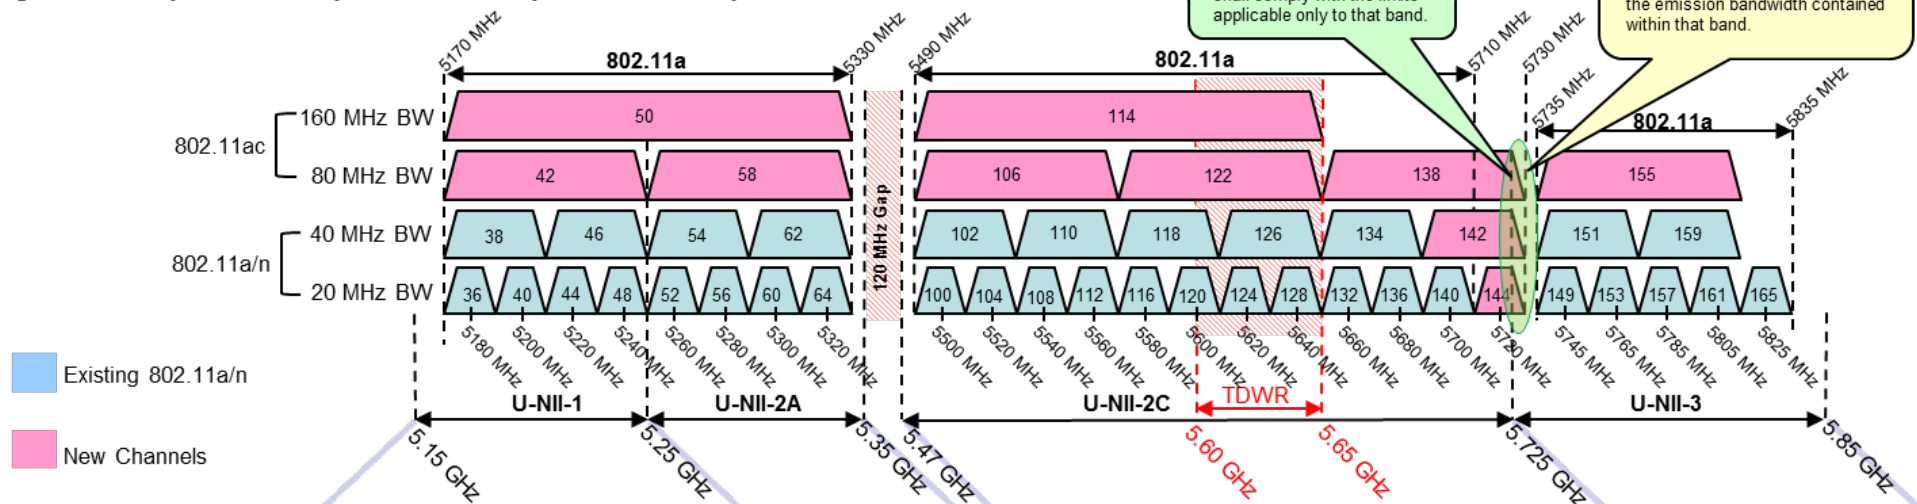 applicable only to that band.
the emission bandwidth contained
within that band.
5170 MHz
5330 MHz
5490 MHz
5710 MHz
5730 MHz
5735 MHz
5835 MHz
802.11a
802.11a
802.11a
802.11ac
160 MHz BW
50
114
80 MHz BW
42
58
106
122
138
155
120 MHz Gap
802.11a/n
40 MHz BW
38
46
54
62
102
110
118
126
134
142
151
159
20 MHz BW
36
40
44
48
52
56
60
64
100
104
108
112
116
120
124
128
132
136
140
144
149
153
157
161
165
5180 MHz
5200 MHz
5220 MHz
5240 MHz
5260 MHz
5280 MHz
5300 MHz
5320 MHz
5500 MHz
5520 MHz
5540 MHz
5560 MHz
5580 MHz
5600 MHz
5620 MHz
5640 MHz
5660 MHz
5680 MHz
5700 MHz
5720 MHz
5745 MHz
5765 MHz
5785 MHz
5805 MHz
5825 MHz
Existing 802.11a/n
New Channels
U-NII-1
U-NII-2A
U-NII-2C
TDWR
U-NII-3
5.15 GHz
5.25 GHz
5.35 GHz
5.47 GHz
5.60 GHz
5.65 GHz
5.725 GHz
5.85 GHz